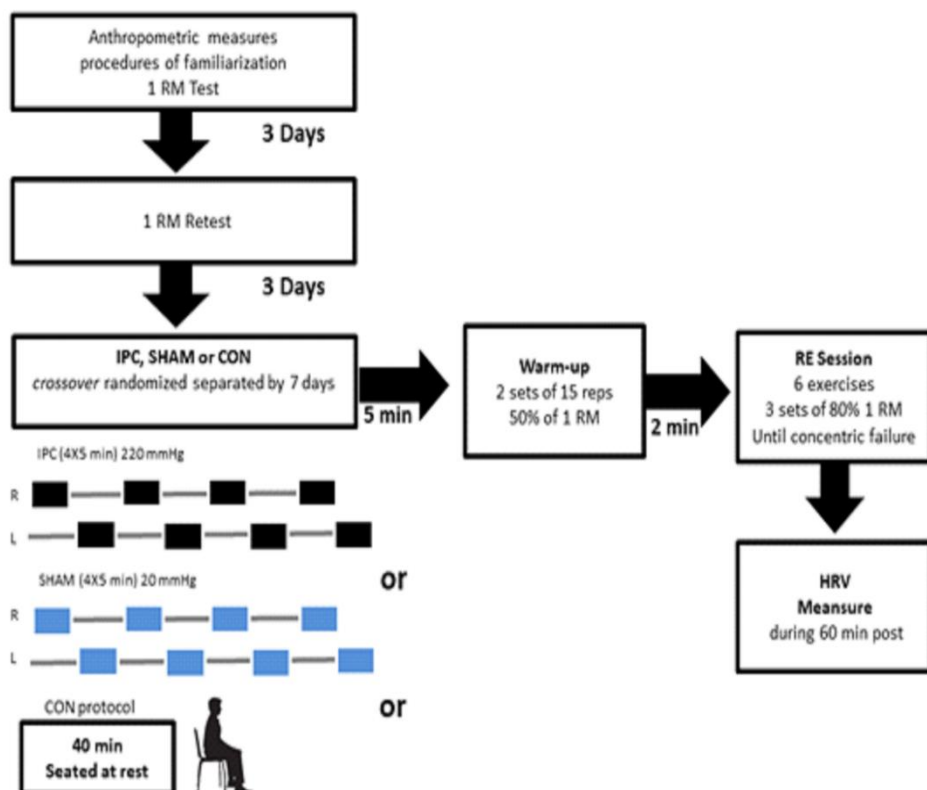 Anthropometric measures
procedures of familiarization
1 RM Test
3 Days
1 RM Retest
3 Days
IPC, SHAM or CON
crossover randomized separated by 7 days
5 min
Warm-up
2 sets of 15 reps
50% of 1 RM
2 min
RE Session
6 exercises
3 sets of 80% 1 RM
Until concentric failure
HRV
Meansure
during 60 min post
IPC (4X5 min) 220 mmHg
R
L
or
SHAM (4X5 min) 20 mmHg
R
L
or
CON protocol
40 min
Seated at rest